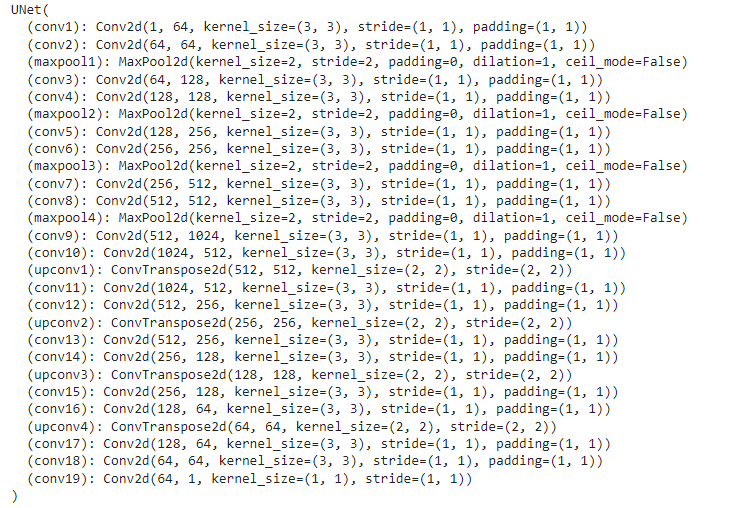 UNet(
  (conv1): Conv2d(1, 64, kernel_size=(3, 3), stride=(1, 1), padding=(1, 1))
  (conv2): Conv2d(64, 64, kernel_size=(3, 3), stride=(1, 1), padding=(1, 1))
  (maxpool1): MaxPool2d(kernel_size=2, stride=2, padding=0, dilation=1, ceil_mode=False)
  (conv3): Conv2d(64, 128, kernel_size=(3, 3), stride=(1, 1), padding=(1, 1))
  (conv4): Conv2d(128, 128, kernel_size=(3, 3), stride=(1, 1), padding=(1, 1))
  (maxpool2): MaxPool2d(kernel_size=2, stride=2, padding=0, dilation=1, ceil_mode=False)
  (conv5): Conv2d(128, 256, kernel_size=(3, 3), stride=(1, 1), padding=(1, 1))
  (conv6): Conv2d(256, 256, kernel_size=(3, 3), stride=(1, 1), padding=(1, 1))
  (maxpool3): MaxPool2d(kernel_size=2, stride=2, padding=0, dilation=1, ceil_mode=False)
  (conv7): Conv2d(256, 512, kernel_size=(3, 3), stride=(1, 1), padding=(1, 1))
  (conv8): Conv2d(512, 512, kernel_size=(3, 3), stride=(1, 1), padding=(1, 1))
  (maxpool4): MaxPool2d(kernel_size=2, stride=2, padding=0, dilation=1, ceil_mode=False)
  (conv9): Conv2d(512, 1024, kernel_size=(3, 3), stride=(1, 1), padding=(1, 1))
  (conv10): Conv2d(1024, 512, kernel_size=(3, 3), stride=(1, 1), padding=(1, 1))
  (upconv1): ConvTranspose2d(512, 512, kernel_size=(2, 2), stride=(2, 2))
  (conv11): Conv2d(1024, 512, kernel_size=(3, 3), stride=(1, 1), padding=(1, 1))
  (conv12): Conv2d(512, 256, kernel_size=(3, 3), stride=(1, 1), padding=(1, 1))
  (upconv2): ConvTranspose2d(256, 256, kernel_size=(2, 2), stride=(2, 2))
  (conv13): Conv2d(512, 256, kernel_size=(3, 3), stride=(1, 1), padding=(1, 1))
  (conv14): Conv2d(256, 128, kernel_size=(3, 3), stride=(1, 1), padding=(1, 1))
  (upconv3): ConvTranspose2d(128, 128, kernel_size=(2, 2), stride=(2, 2))
  (conv15): Conv2d(256, 128, kernel_size=(3, 3), stride=(1, 1), padding=(1, 1))
  (conv16): Conv2d(128, 64, kernel_size=(3, 3), stride=(1, 1), padding=(1, 1))
  (upconv4): ConvTranspose2d(64, 64, kernel_size=(2, 2), stride=(2, 2))
  (conv17): Conv2d(128, 64, kernel_size=(3, 3), stride=(1, 1), padding=(1, 1))
  (conv18): Conv2d(64, 64, kernel_size=(3, 3), stride=(1, 1), padding=(1, 1))
  (conv19): Conv2d(64, 1, kernel_size=(1, 1), stride=(1, 1))
)